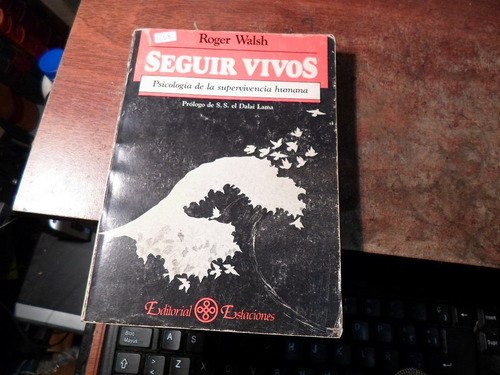 Roger Walsh
SEGUIR VIVOS
Psicología de la supervivencia humana
Prólogo de S. S. el Dalai Lama
Editorial Estaciones